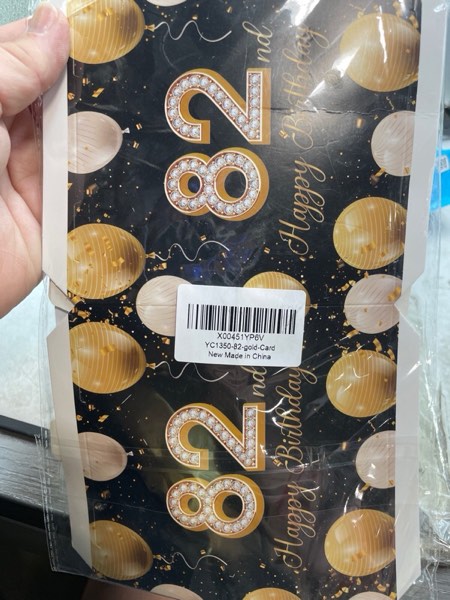 82nd
Happy Birthday
X00451YP6V
YC1350-82-gold-Card
New Made in China
82nd
Happy Birthday